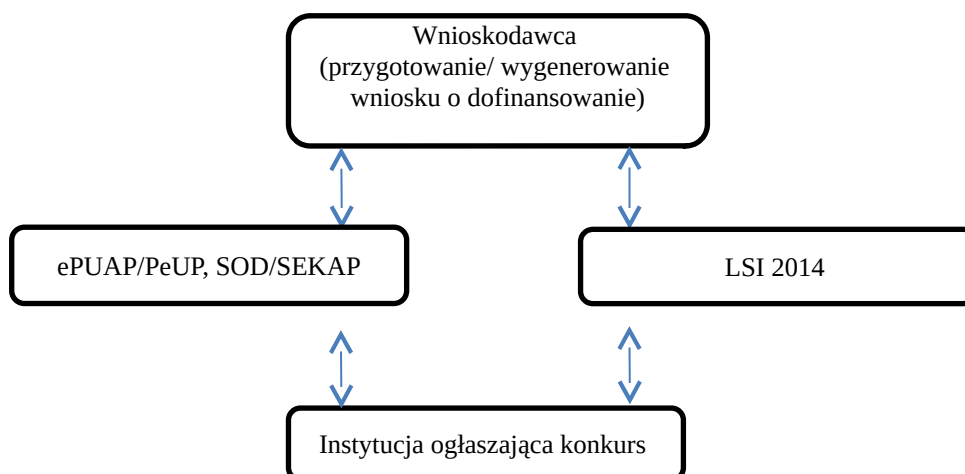 Wnioskodawca
(przygotowanie/ wygenerowanie
wniosku o dofinansowanie)
ePUAP/PeUP, SOD/SEKAP
LSI 2014
Instytucja ogłaszająca konkurs